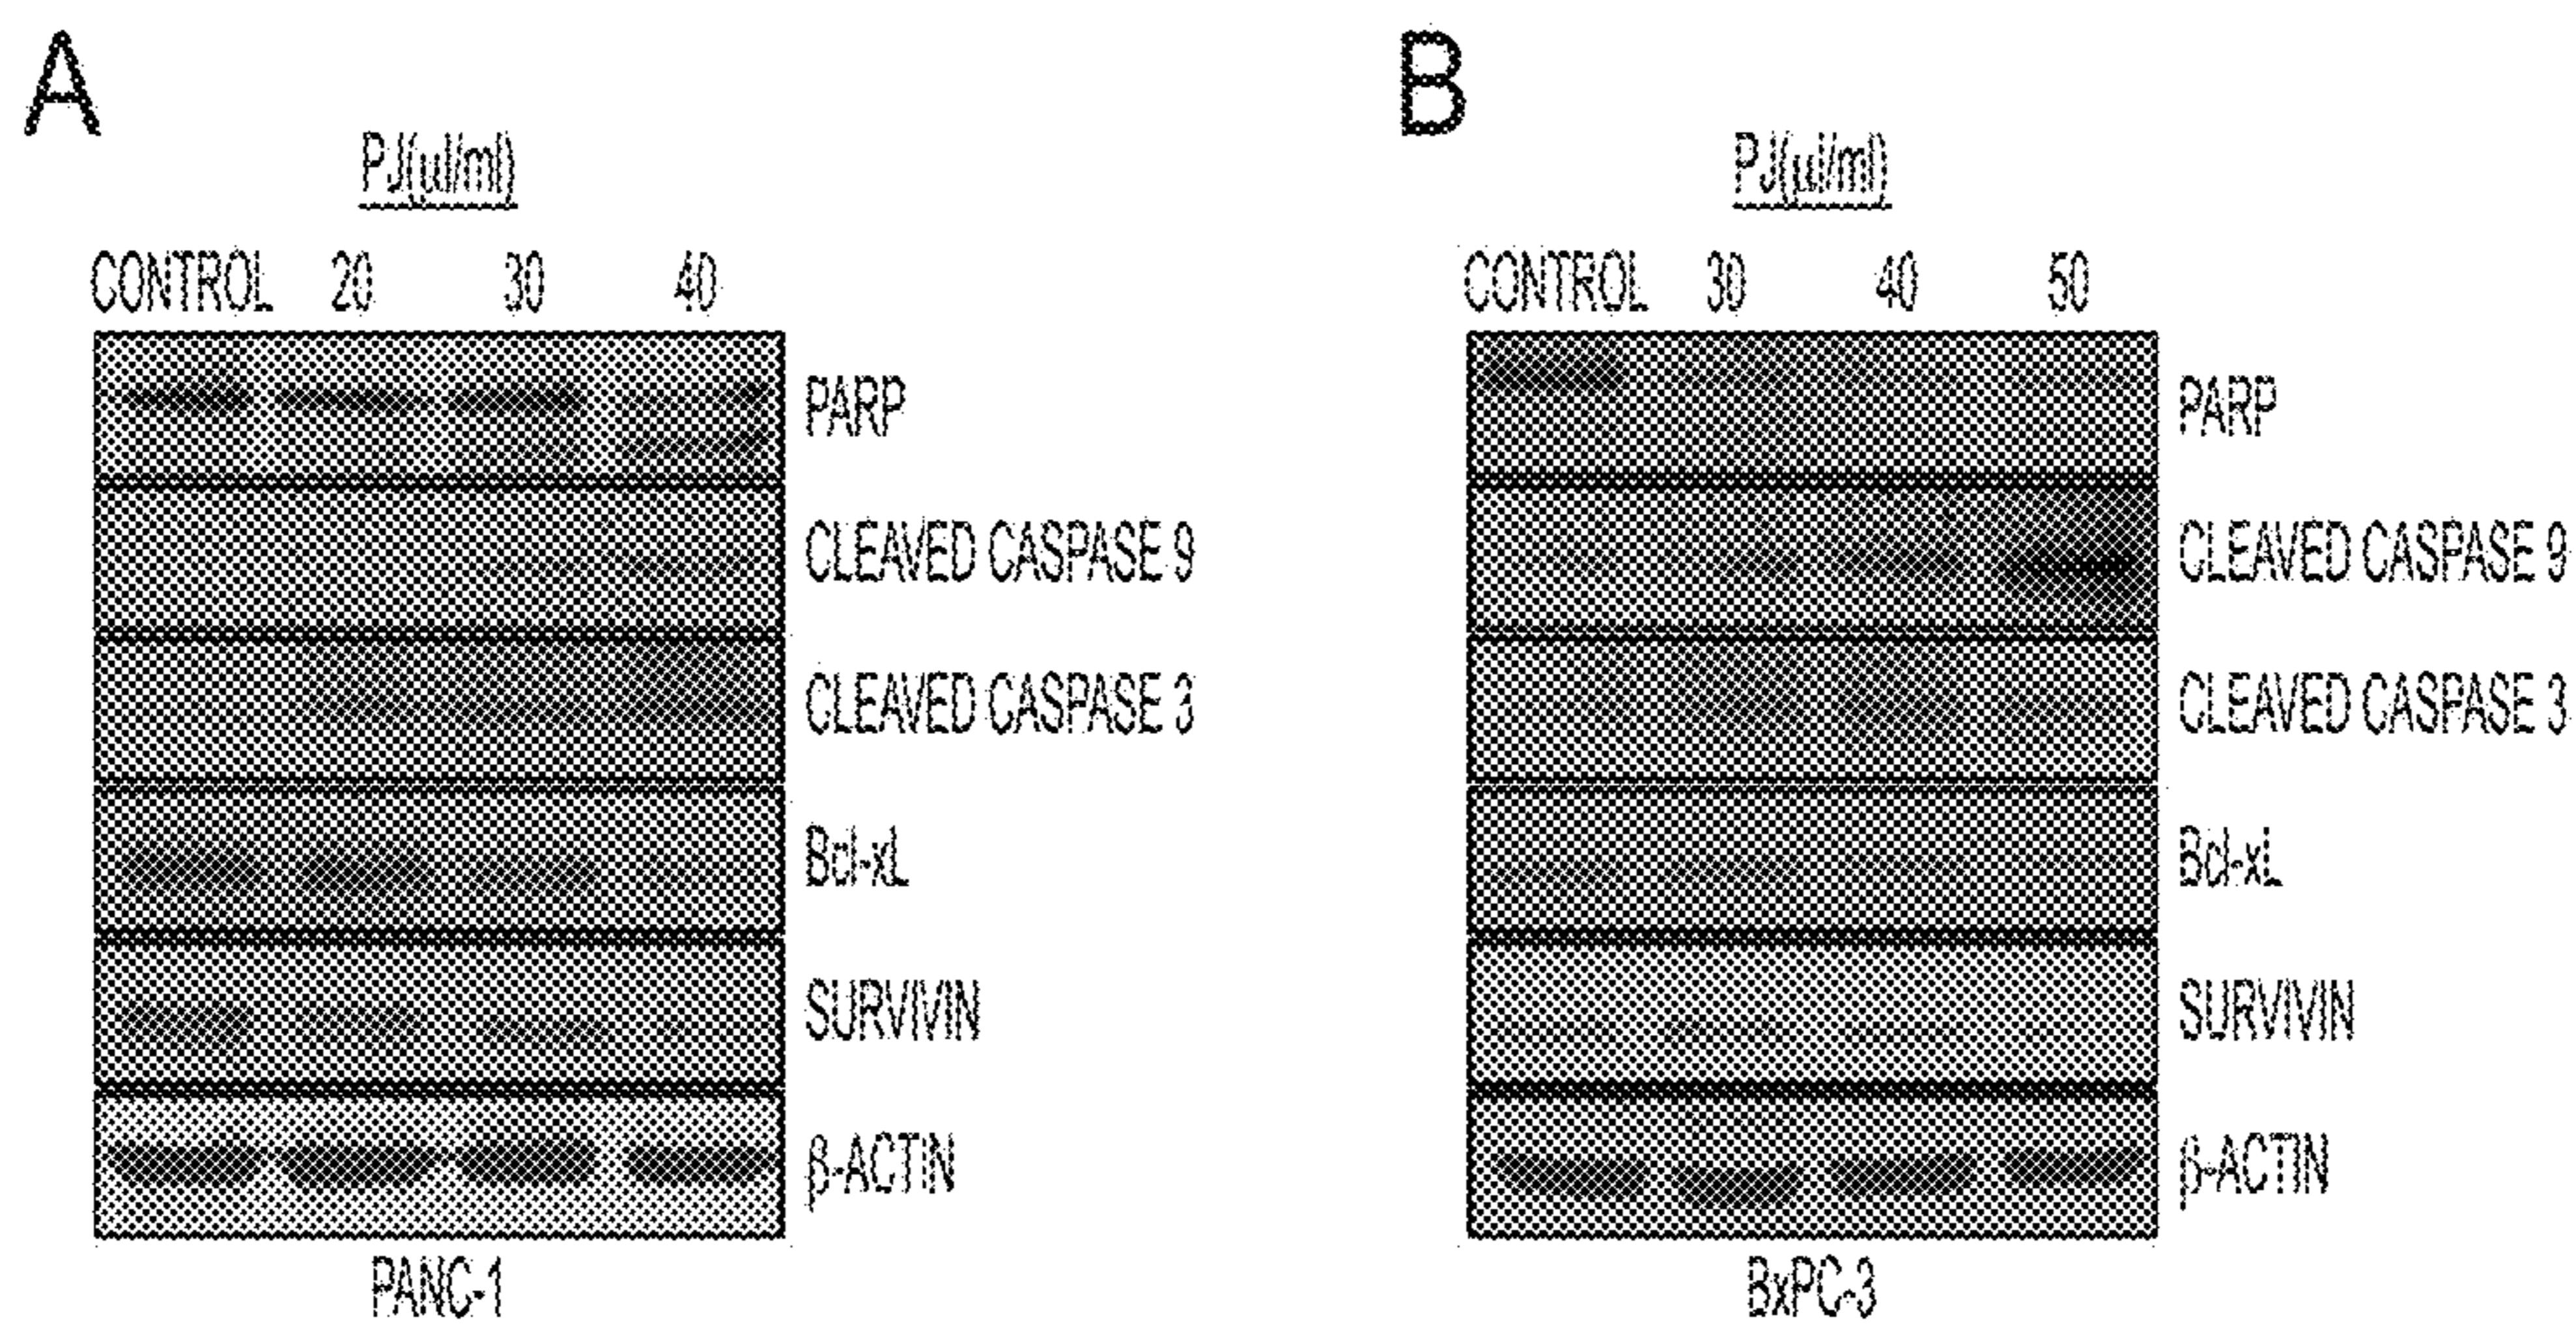 A
PJ(µl/ml)
CONTROL 20 30 40
PARP
CLEAVED CASPASE 9
CLEAVED CASPASE 3
Bcl-xL
SURVIVIN
β-ACTIN
PANC-1
B
PJ(µl/ml)
CONTROL 30 40 50
PARP
CLEAVED CASPASE 9
CLEAVED CASPASE 3
Bcl-xL
SURVIVIN
β-ACTIN
BxPC-3